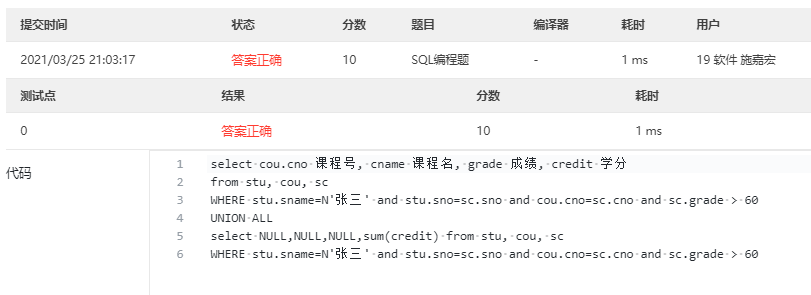 提交时间 状态 分数 题目 编译器 耗时 用户
2021/03/25 21:03:17 答案正确 10 SQL编程题 - 1 ms 19 软件 施嘉宏
测试点 结果 分数 耗时
0 答案正确 10 1 ms
代码
1 select cou.cno 课程号, cname 课程名, grade 成绩, credit 学分
2 from stu, cou, sc
3 WHERE stu.sname=N'张三' and stu.sno=sc.sno and cou.cno=sc.cno and sc.grade > 60
4 UNION ALL
5 select NULL,NULL,NULL,sum(credit) from stu, cou, sc
6 WHERE stu.sname=N'张三' and stu.sno=sc.sno and cou.cno=sc.cno and sc.grade > 60